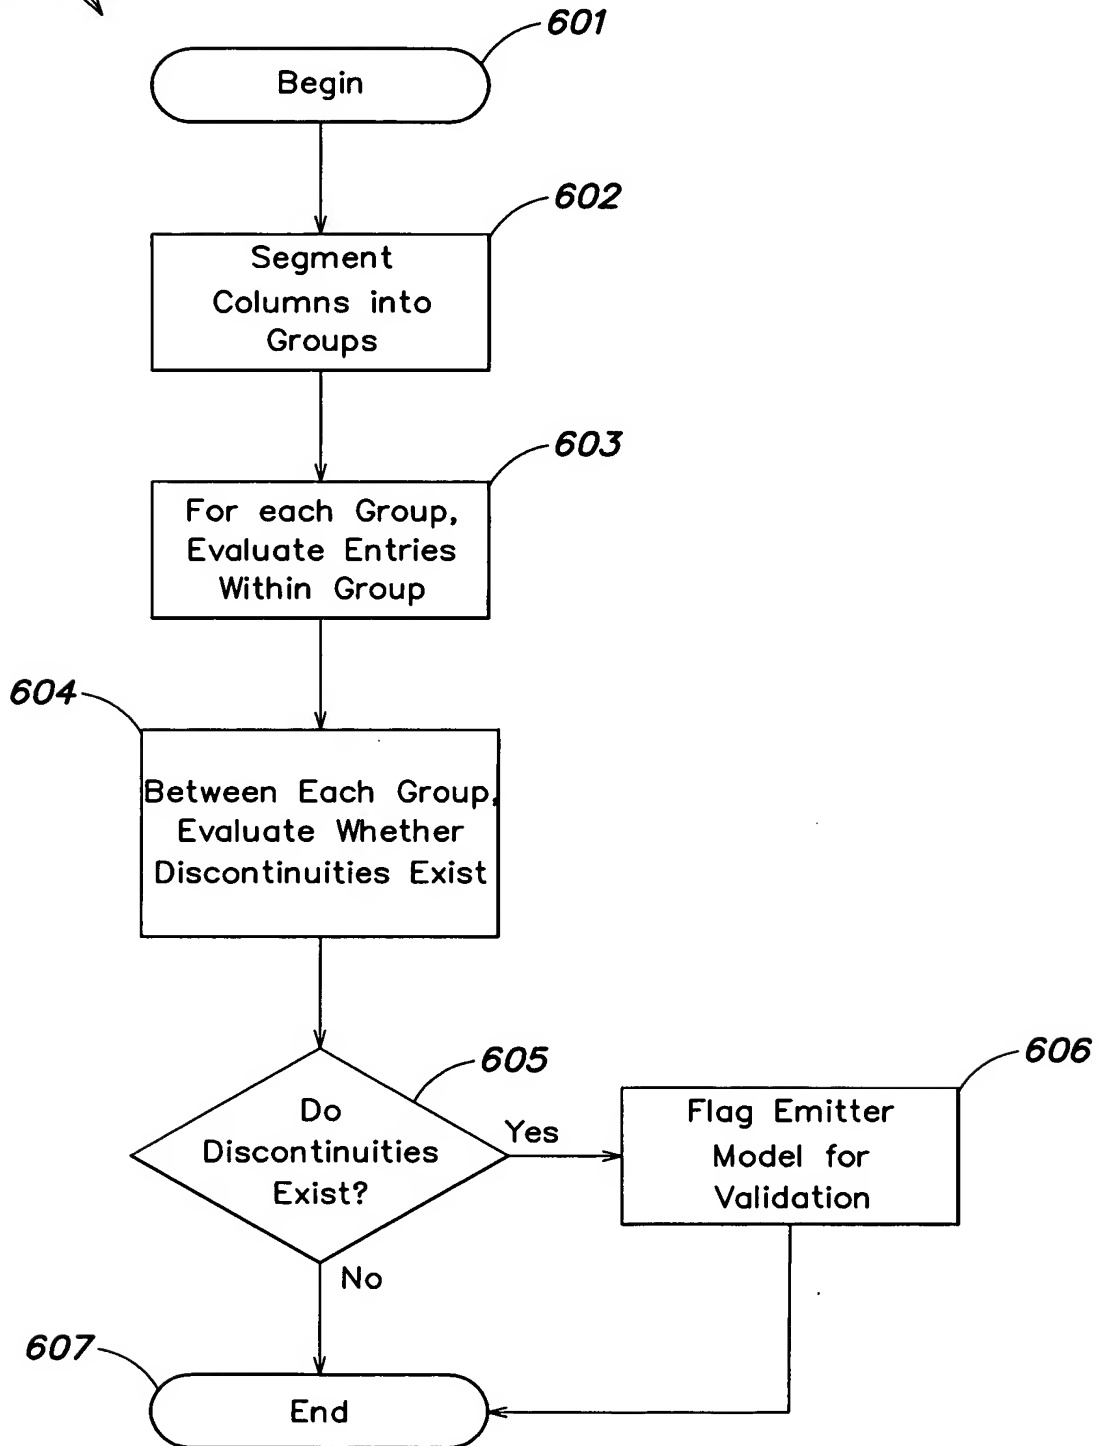 601
Begin
602
Segment
Columns into
Groups
603
For each Group,
Evaluate Entries
Within Group
604
Between Each Group,
Evaluate Whether
Discontinuities Exist
605
Do
Discontinuities
Exist?
Yes
606
Flag Emitter
Model for
Validation
No
607
End